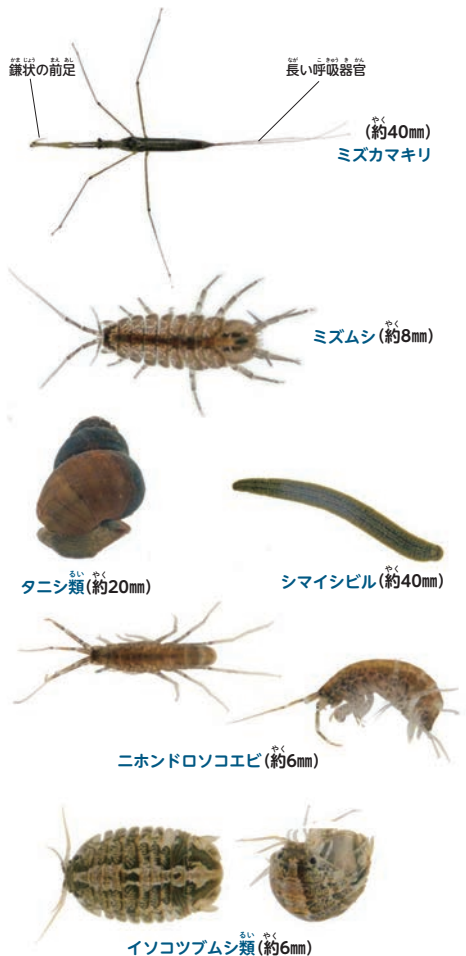 鎌状の前足
長い呼吸器官
(約40㎜)
ミズカマキリ
ミズムシ(約8㎜)
タニシ類(約20㎜)
シマイシビル(約40㎜)
ニホンドロソコエビ(約6㎜)
イソコツブムシ類(約6㎜)